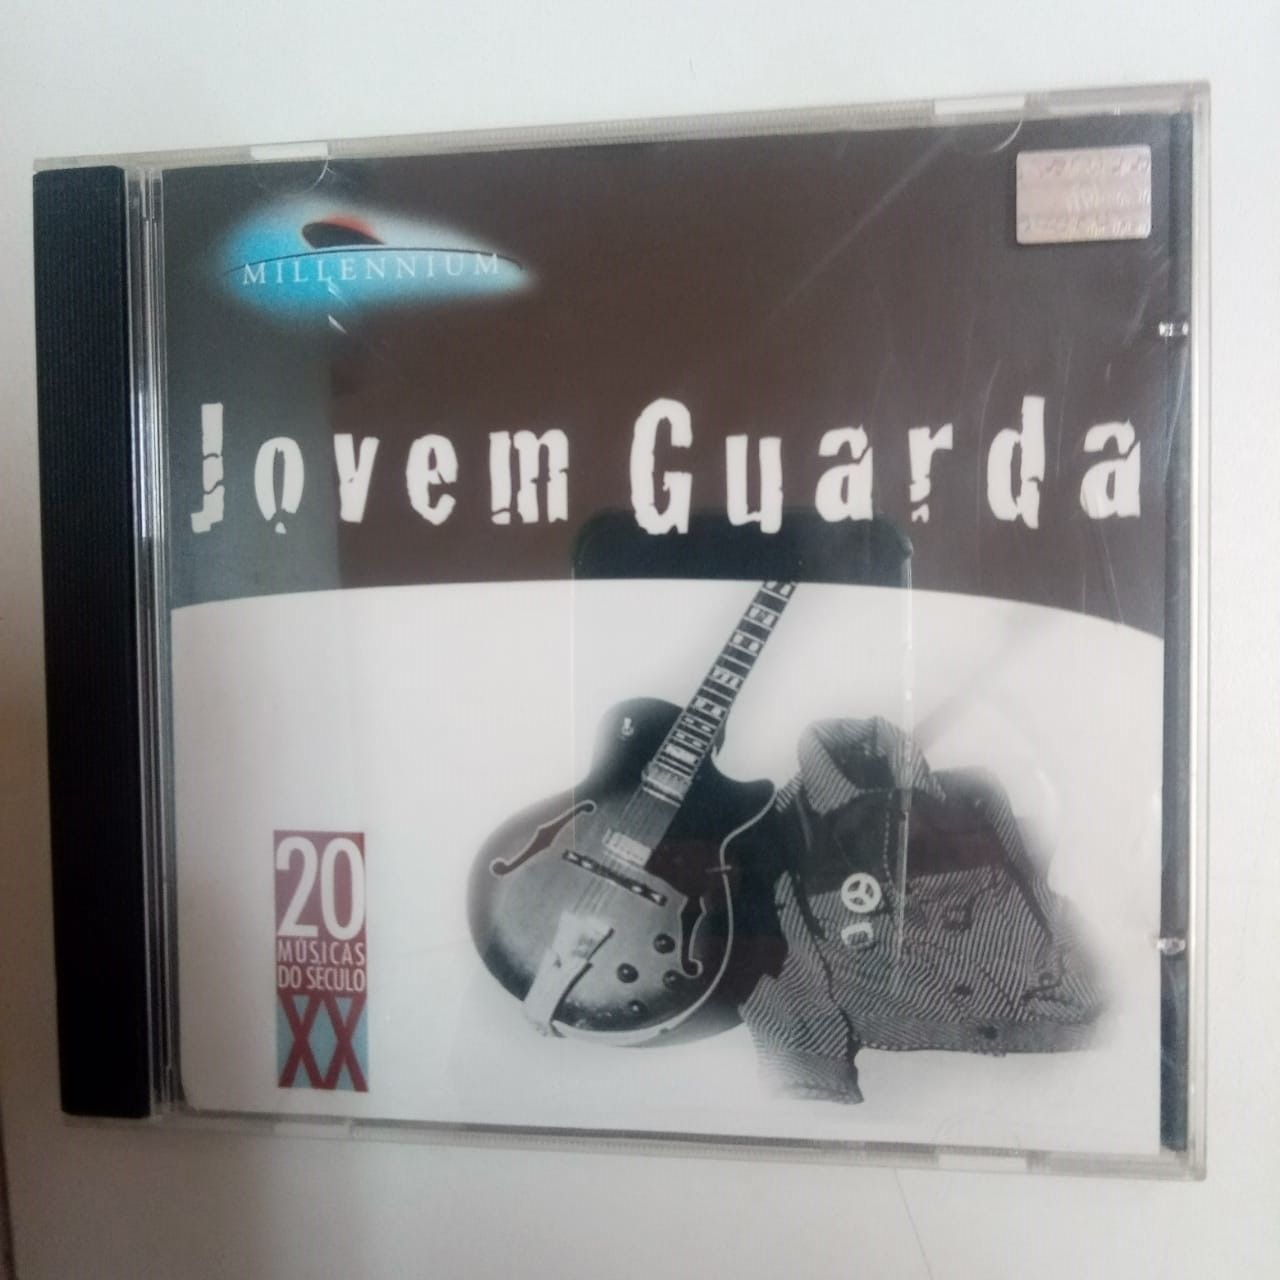 MILLENNIUM
Jovem Guarda
20
MÚSICAS
DO SÉCULO
XX